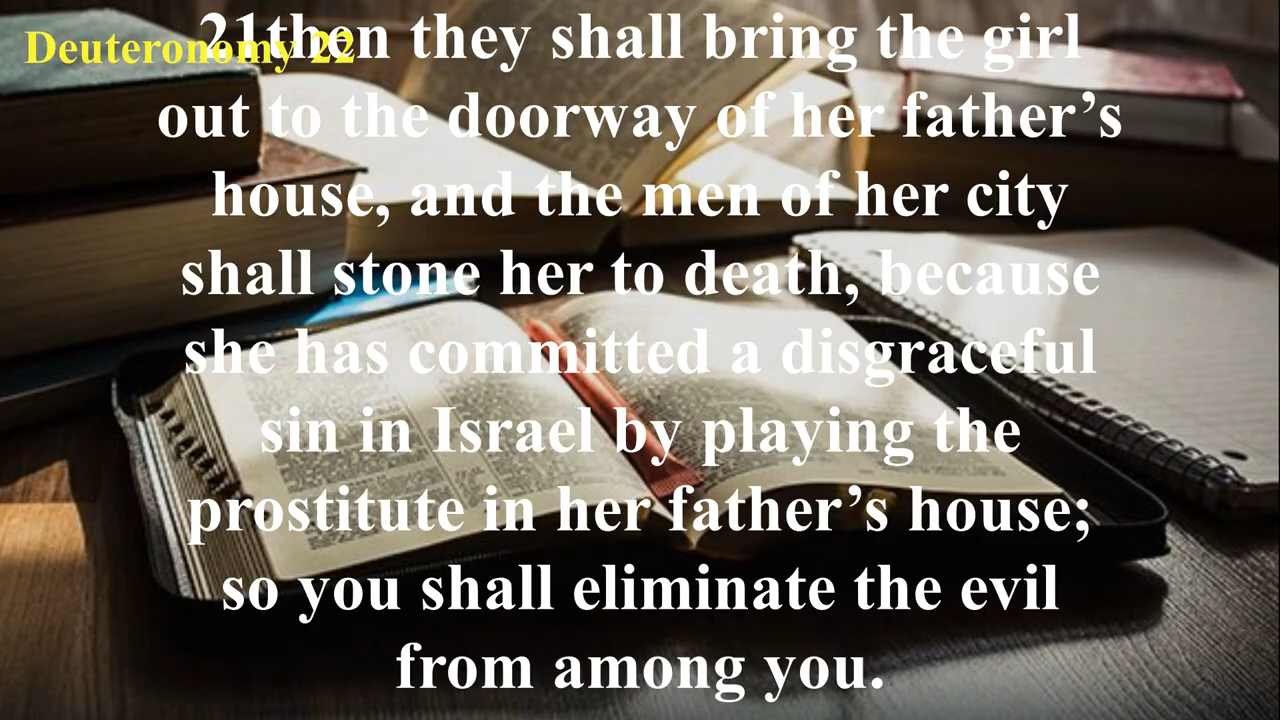 Deuteronomy 22
21then they shall bring the girl
out to the doorway of her father’s
house, and the men of her city
shall stone her to death, because
she has committed a disgraceful
sin in Israel by playing the
prostitute in her father’s house;
so you shall eliminate the evil
from among you.